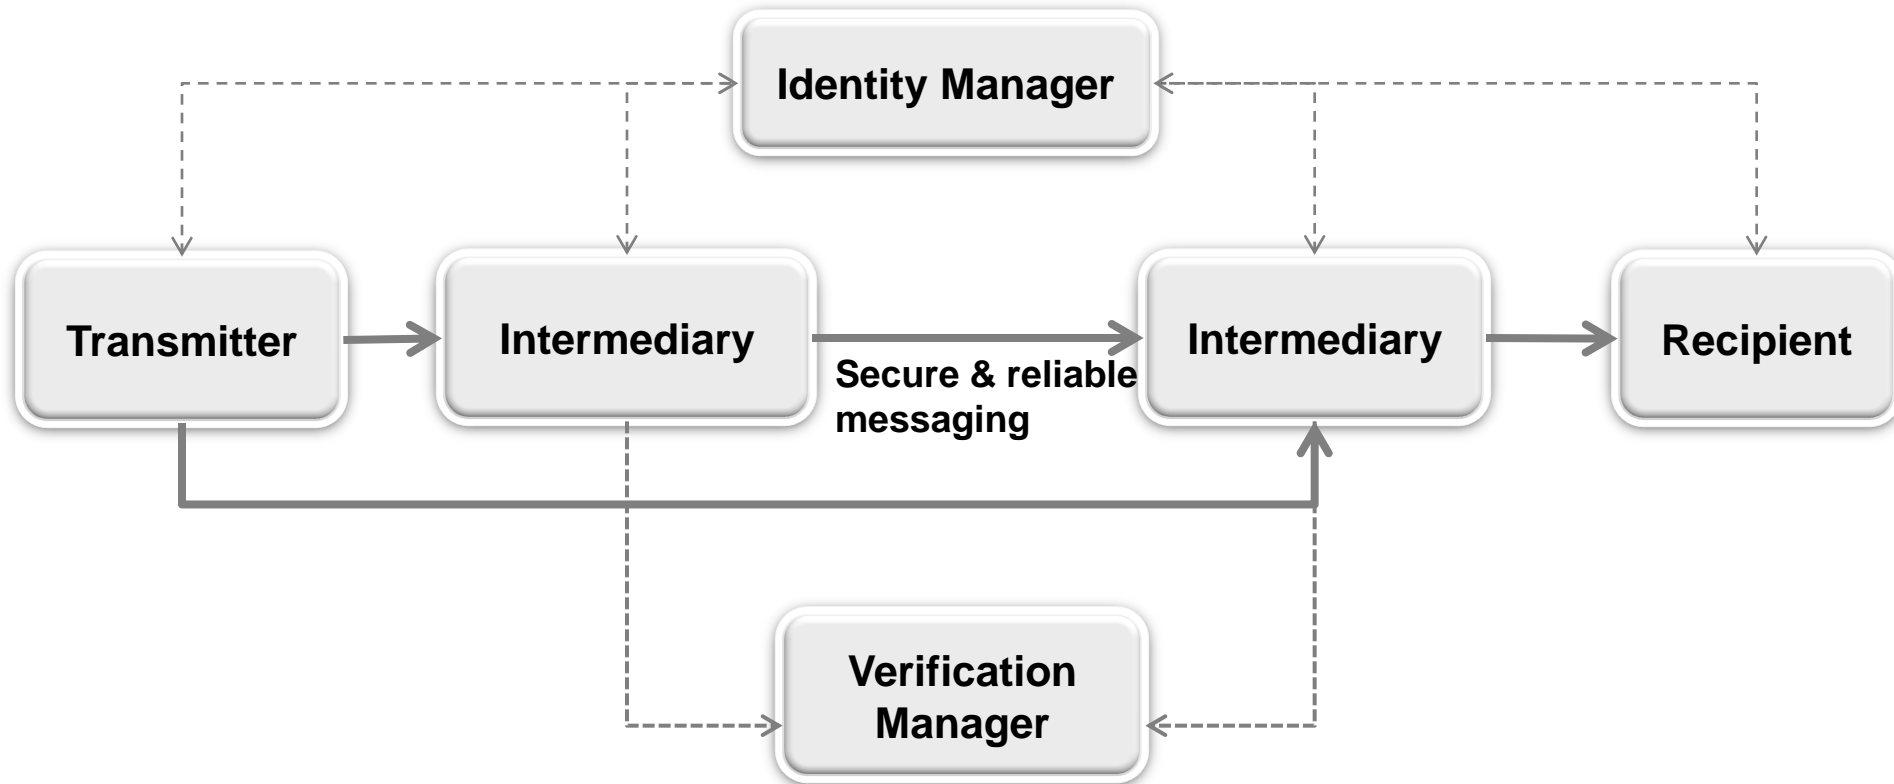 Identity Manager
Transmitter
Intermediary
Secure & reliable
messaging
Intermediary
Recipient
Verification
Manager